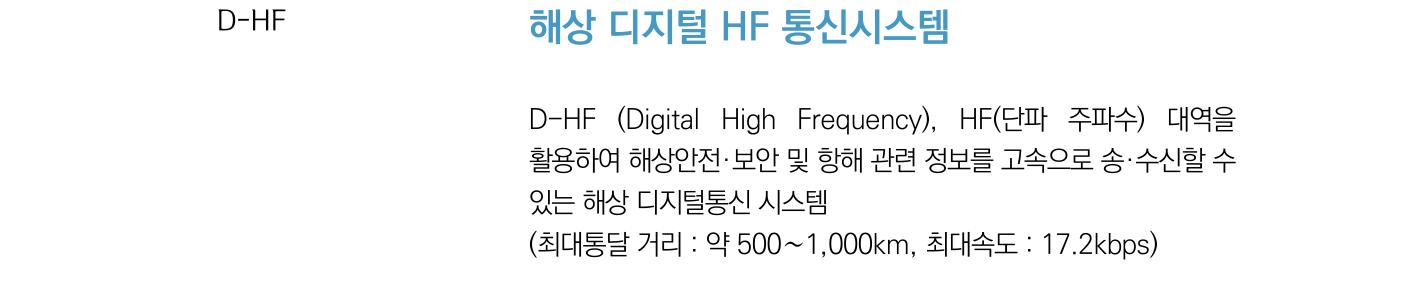 D-HF
해상 디지털 HF 통신시스템
D-HF (Digital High Frequency), HF(단파 주파수) 대역을
활용하여 해상안전·보안 및 항해 관련 정보를 고속으로 송·수신할 수
있는 해상 디지털통신 시스템
(최대통달 거리 : 약 500~1,000km, 최대속도 : 17.2kbps)